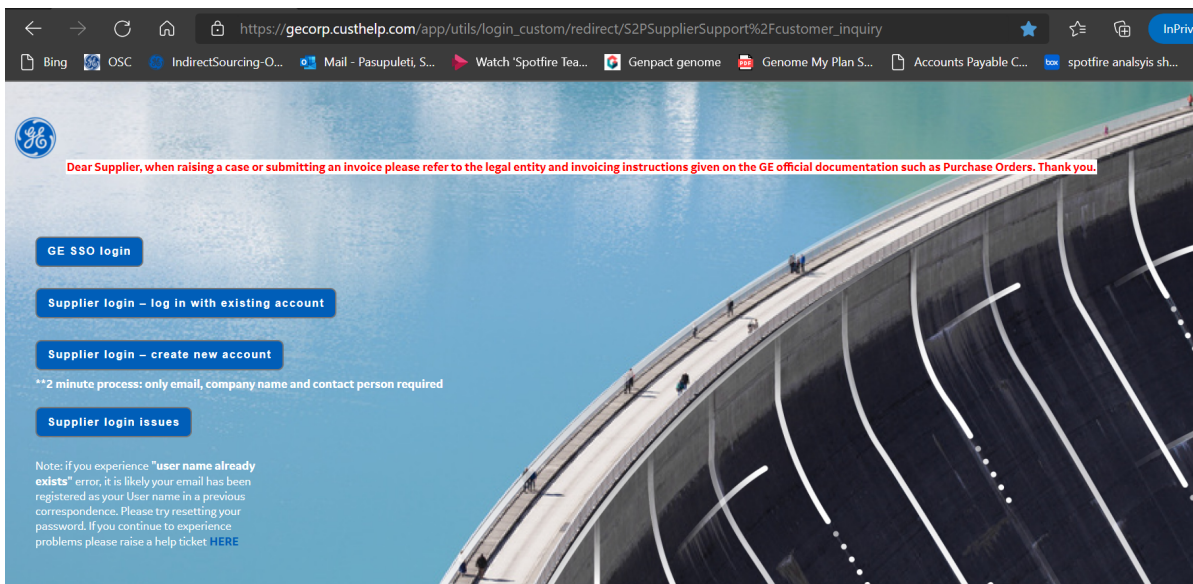 https://gecorp.custhelp.com/app/utils/login_custom/redirect/S2PSupplierSupport%2Fcustomer_inquiry
InPriv
Bing OSC IndirectSourcing-O... Mail - Pasupuleti, S... Watch 'Spotfire Tea... Genpact genome PDF Genome My Plan S... Accounts Payable C... box spotfire analsyis sh...
GE
Dear Supplier, when raising a case or submitting an invoice please refer to the legal entity and invoicing instructions given on the GE official documentation such as Purchase Orders. Thank you.
GE SSO login
Supplier login – log in with existing account
Supplier login – create new account
**2 minute process: only email, company name and contact person required
Supplier login issues
Note: if you experience "user name already
exists" error, it is likely your email has been
registered as your User name in a previous
correspondence. Please try resetting your
password. If you continue to experience
problems please raise a help ticket HERE